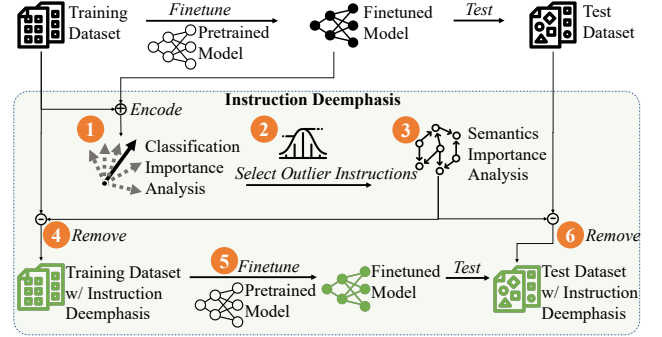 Training
Dataset
Finetune
Pretrained
Model
Finetuned
Model
Test
Test
Dataset
Instruction Deemphasis
Encode
1
Classification
Importance
Analysis
2
Select Outlier Instructions
3
Semantics
Importance
Analysis
4
Remove
6
Remove
Training Dataset
w/ Instruction
Deemphasis
5
Finetune
Pretrained
Model
Finetuned
Model
Test
Test Dataset
w/ Instruction
Deemphasis